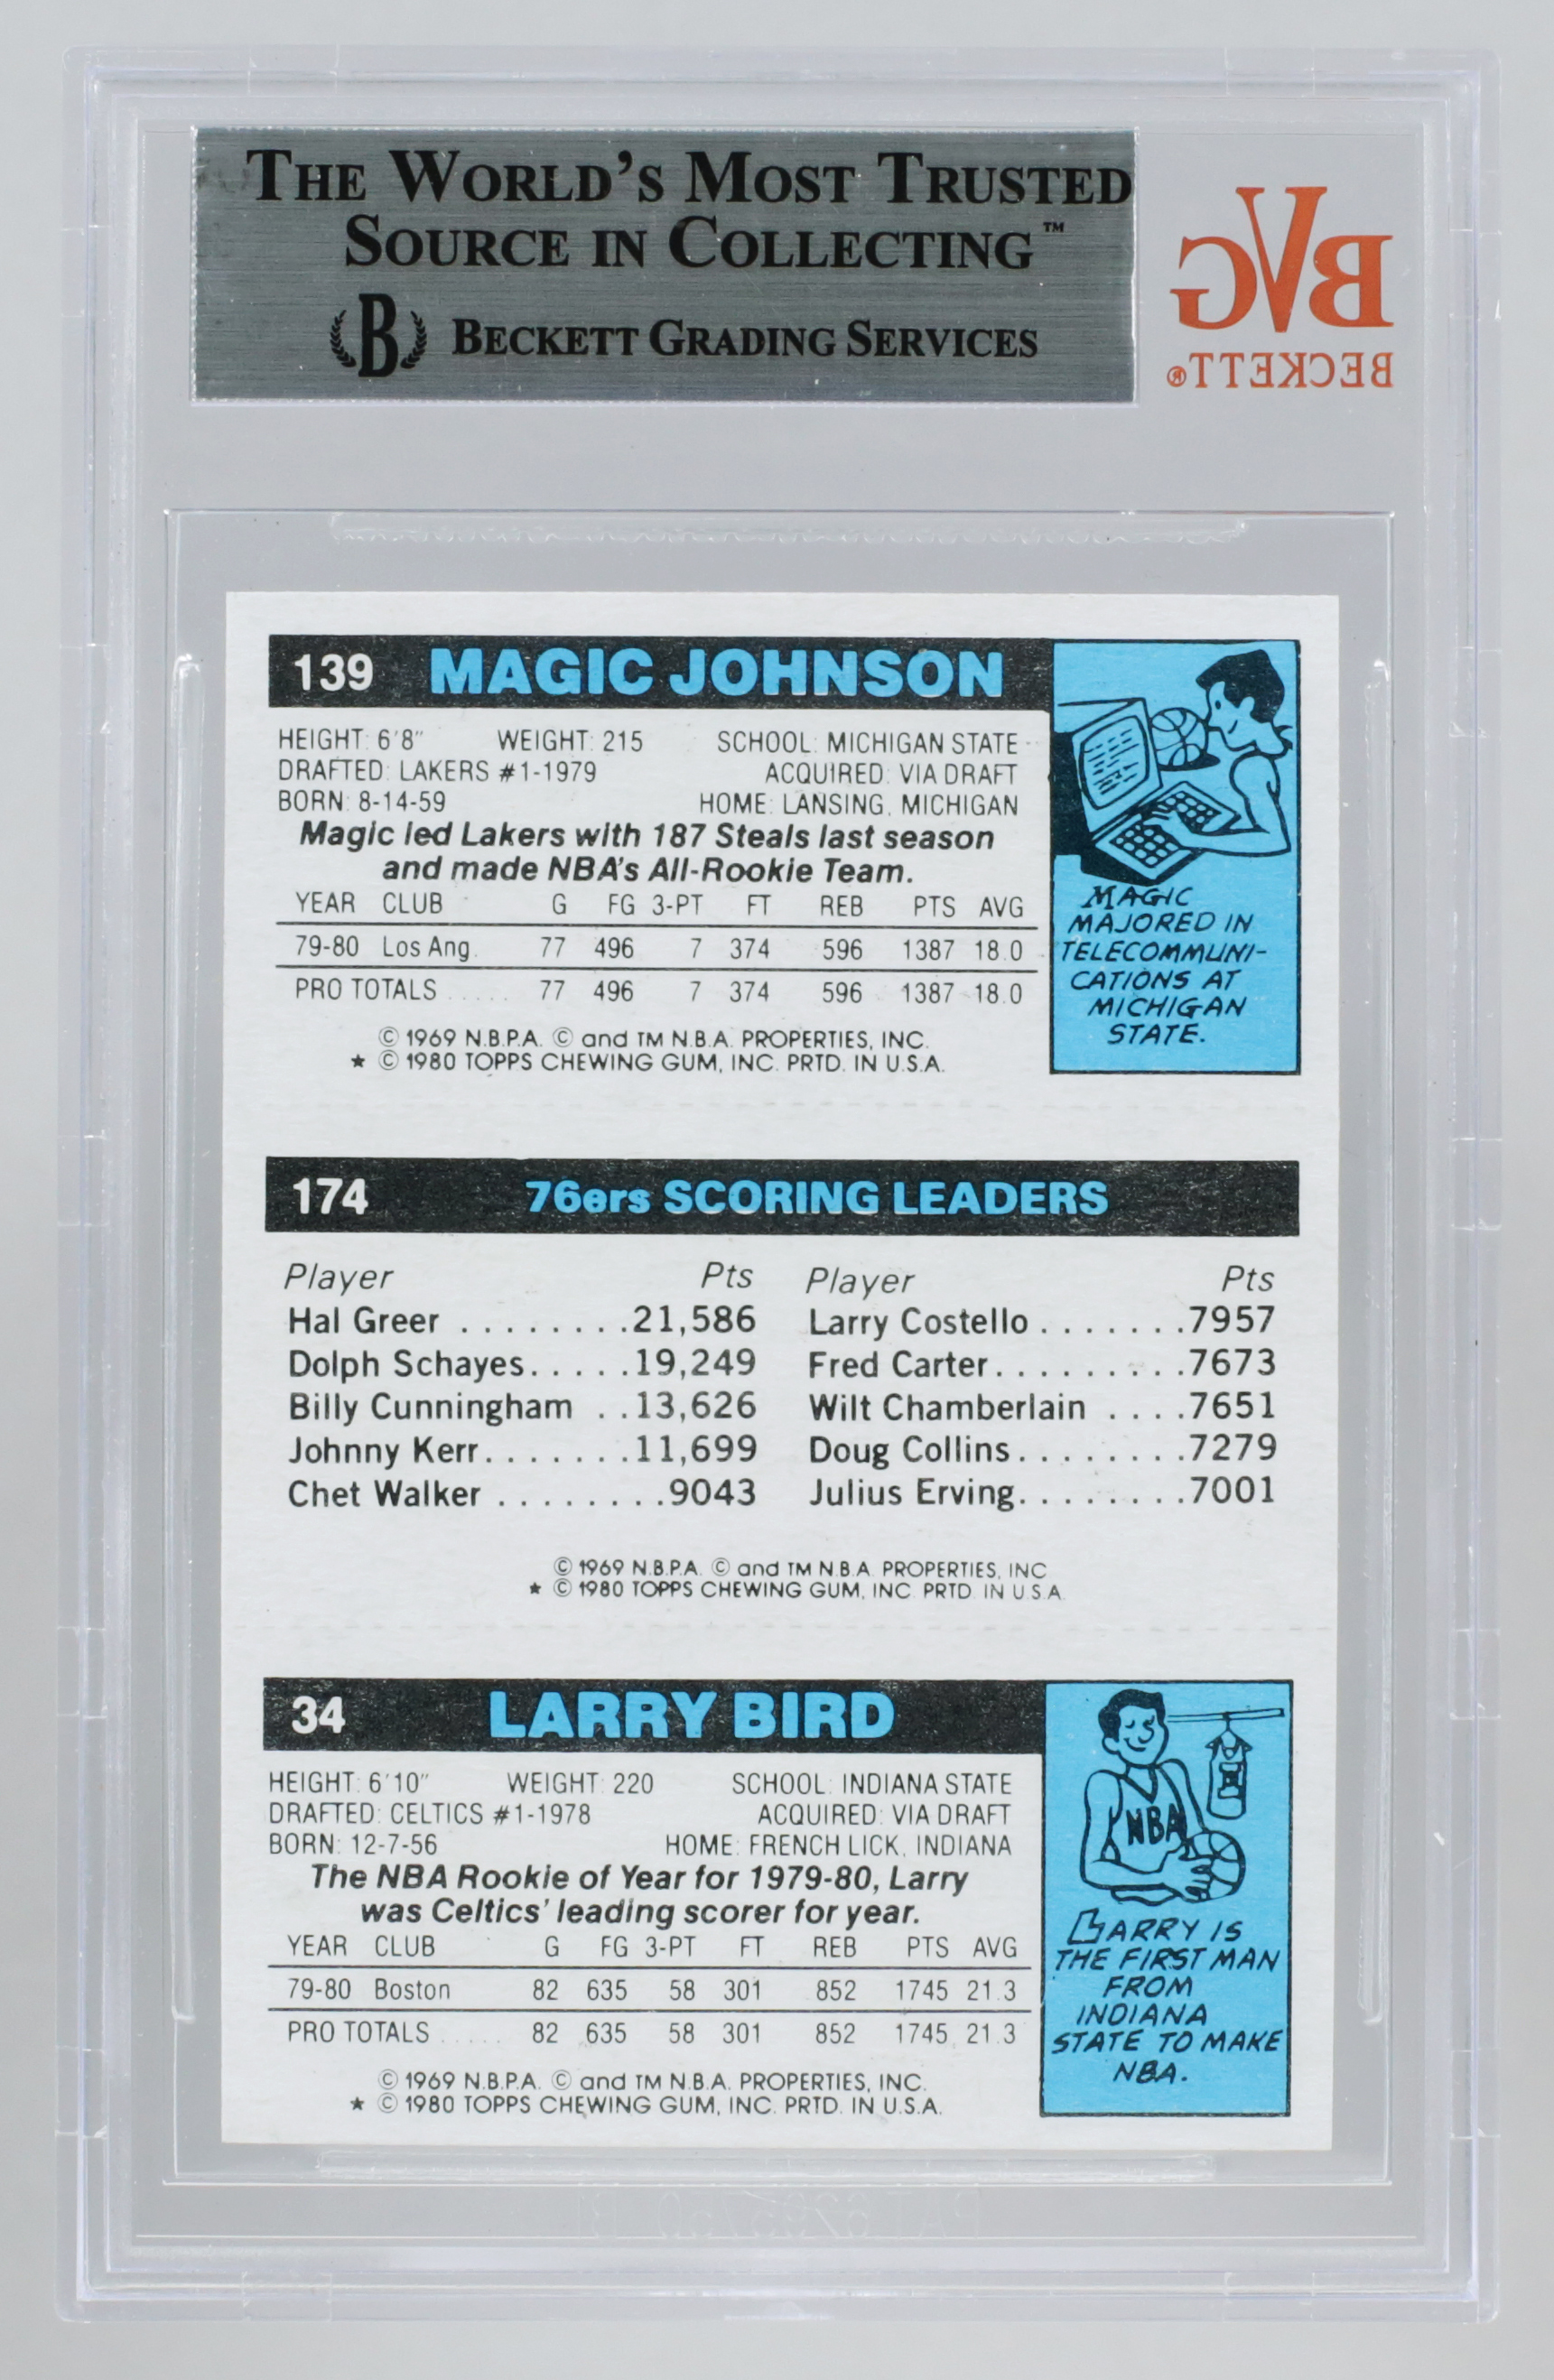 THE WORLD'S MOST TRUSTED
SOURCE IN COLLECTING™
B BECKETT GRADING SERVICES
BVG
BECKETT®
139 MAGIC JOHNSON
HEIGHT: 6'8" WEIGHT: 215 SCHOOL: MICHIGAN STATE
DRAFTED: LAKERS #1-1979 ACQUIRED: VIA DRAFT
BORN: 8-14-59 HOME: LANSING, MICHIGAN
Magic led Lakers with 187 Steals last season
and made NBA's All-Rookie Team.
YEAR CLUB G FG 3-PT FT REB PTS AVG
79-80 Los Ang. 77 496 7 374 596 1387 18.0
PRO TOTALS ..... 77 496 7 374 596 1387 18.0
© 1969 N.B.P.A. © and TM N.B.A. PROPERTIES, INC.
★ © 1980 TOPPS CHEWING GUM, INC. PRTD. IN U.S.A.
MAGIC
MAJORED IN
TELECOMMUNI-
CATIONS AT
MICHIGAN
STATE.
174 76ers SCORING LEADERS
Player Pts Player Pts
Hal Greer ........21,586 Larry Costello .......7957
Dolph Schayes.....19,249 Fred Carter.........7673
Billy Cunningham ..13,626 Wilt Chamberlain ....7651
Johnny Kerr.......11,699 Doug Collins........7279
Chet Walker ........9043 Julius Erving........7001
© 1969 N.B.P.A. © and TM N.B.A. PROPERTIES, INC
★ © 1980 TOPPS CHEWING GUM, INC. PRTD. IN U.S.A.
34 LARRY BIRD
HEIGHT: 6'10" WEIGHT: 220 SCHOOL: INDIANA STATE
DRAFTED: CELTICS #1-1978 ACQUIRED: VIA DRAFT
BORN: 12-7-56 HOME: FRENCH LICK, INDIANA
The NBA Rookie of Year for 1979-80, Larry
was Celtics' leading scorer for year.
YEAR CLUB G FG 3-PT FT REB PTS AVG
79-80 Boston 82 635 58 301 852 1745 21.3
PRO TOTALS ..... 82 635 58 301 852 1745 21.3
© 1969 N.B.P.A. © and TM N.B.A. PROPERTIES, INC.
★ © 1980 TOPPS CHEWING GUM, INC. PRTD. IN U.S.A.
NBA
LARRY IS
THE FIRST MAN
FROM
INDIANA
STATE TO MAKE
NBA.